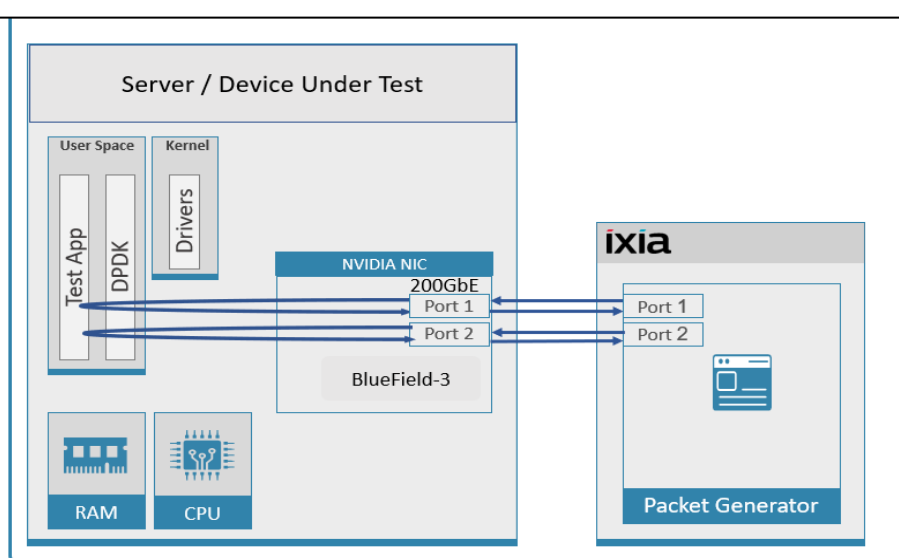 Server / Device Under Test
User Space
Kernel
Test App
DPDK
Drivers
NVIDIA NIC
200GbE
Port 1
Port 2
BlueField-3
RAM
CPU
ixia
Port 1
Port 2
Packet Generator